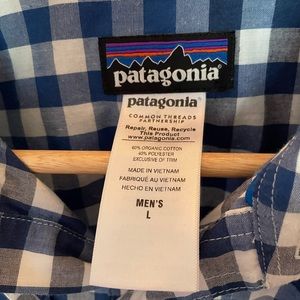 patagonia
patagonia
COMMON THREADS
PARTNERSHIP
Repair, Reuse, Recycle
This Product
www.patagonia.com
60% ORGANIC COTTON
40% POLYESTER
EXCLUSIVE OF TRIM
MADE IN VIETNAM
FABRIQUÉ AU VIETNAM
HECHO EN VIETNAM
MEN'S
L